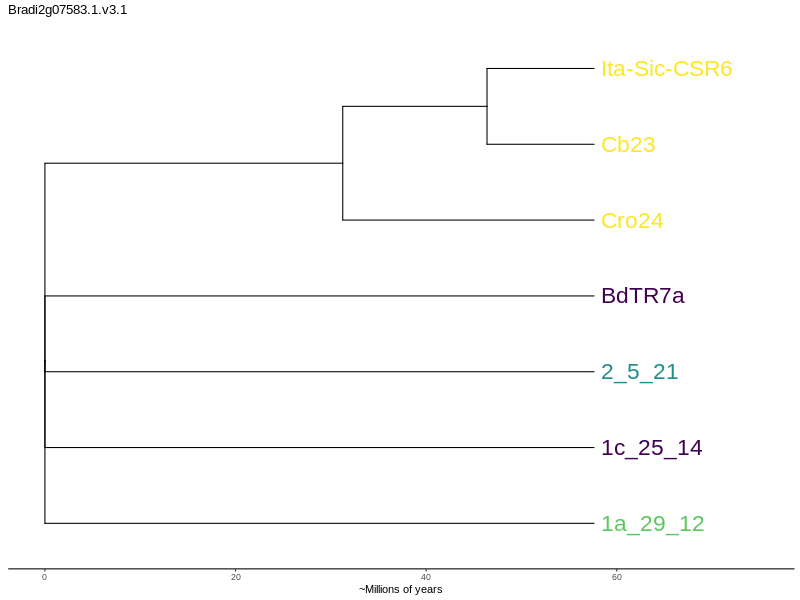 Bradi2g07583.1.v3.1
Ita-Sic-CSR6
Cb23
Cro24
BdTR7a
2_5_21
1c_25_14
1a_29_12
0 20 40 60
~Millions of years